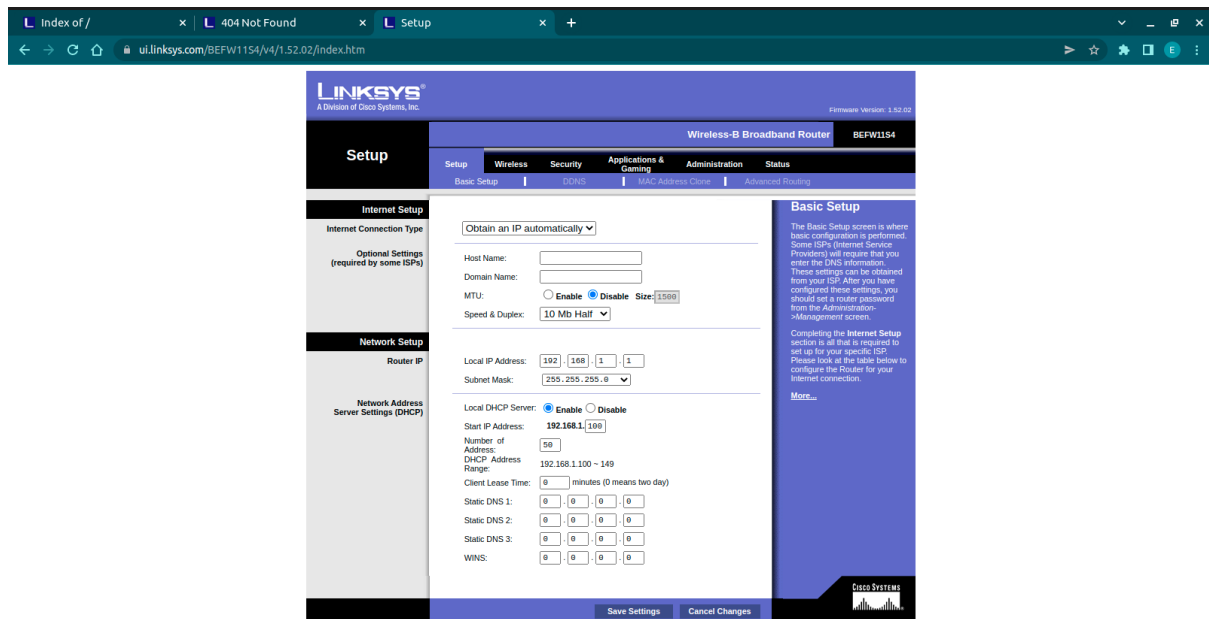 Index of /
404 Not Found
Setup
ui.linksys.com/BEFW11S4/v4/1.52.02/index.htm
E
LINKSYS®
A Division of Cisco Systems, Inc.
Firmware Version: 1.52.02
Wireless-B Broadband Router
BEFW11S4
Setup
Setup Wireless Security Applications & Gaming Administration Status
Basic Setup DDNS MAC Address Clone Advanced Routing
Internet Setup
Internet Connection Type
Obtain an IP automatically
Optional Settings
(required by some ISPs)
Host Name:
Domain Name:
MTU: Enable Disable Size: 1500
Speed & Duplex: 10 Mb Half
Network Setup
Router IP
Local IP Address: 192 . 168 . 1 . 1
Subnet Mask: 255.255.255.0
Network Address
Server Settings (DHCP)
Local DHCP Server: Enable Disable
Start IP Address: 192.168.1. 100
Number of
Address: 50
DHCP Address
Range: 192.168.1.100 ~ 149
Client Lease Time: 0 minutes (0 means two day)
Static DNS 1: 0 . 0 . 0 . 0
Static DNS 2: 0 . 0 . 0 . 0
Static DNS 3: 0 . 0 . 0 . 0
WINS: 0 . 0 . 0 . 0
Basic Setup
The Basic Setup screen is where
basic configuration is performed.
Some ISPs (Internet Service
Providers) will require that you
enter the DNS information.
These settings can be obtained
from your ISP. After you have
configured these settings, you
should set a router password
from the Administration-
>Management screen.
Completing the Internet Setup
section is all that is required to
set up for your specific ISP.
Please look at the table below to
configure the Router for your
Internet connection.
More...
CISCO SYSTEMS
Save Settings Cancel Changes